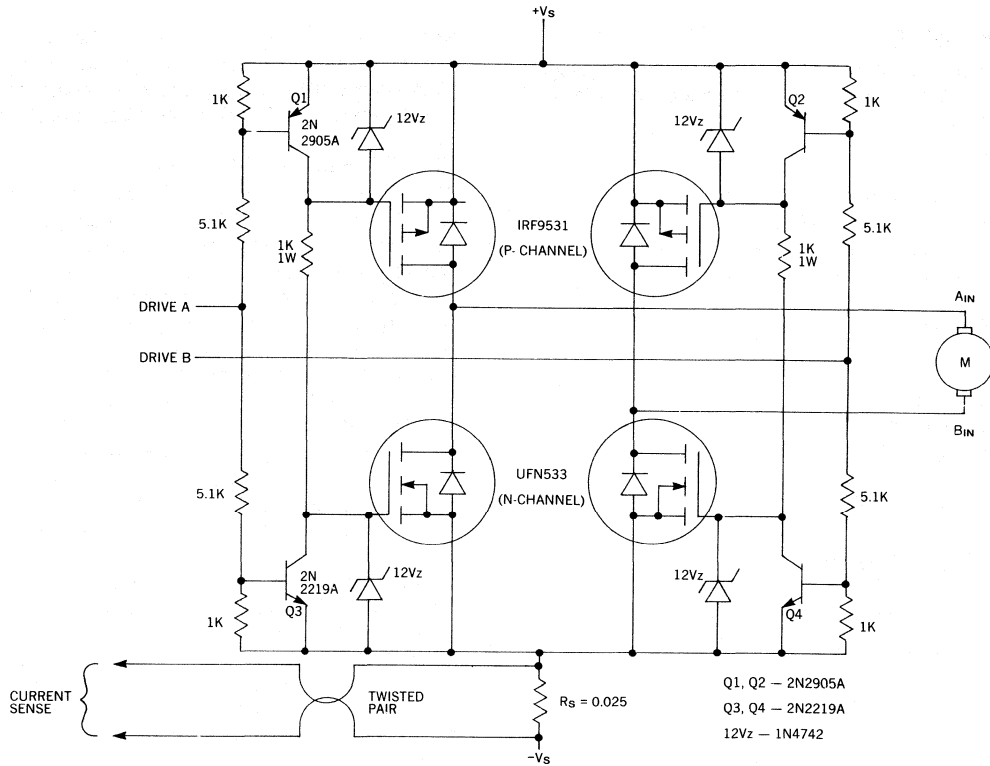 +Vs
1K
Q1
2N
2905A
12Vz
12Vz
Q2
1K
5.1K
1K
1W
IRF9531
(P- CHANNEL)
1K
1W
5.1K
DRIVE A
AIN
DRIVE B
M
BIN
5.1K
UFN533
(N-CHANNEL)
5.1K
2N
2219A
Q3
12Vz
12Vz
Q4
1K
1K
CURRENT
SENSE
TWISTED
PAIR
Rs = 0.025
−Vs
Q1, Q2 — 2N2905A
Q3, Q4 — 2N2219A
12Vz — 1N4742